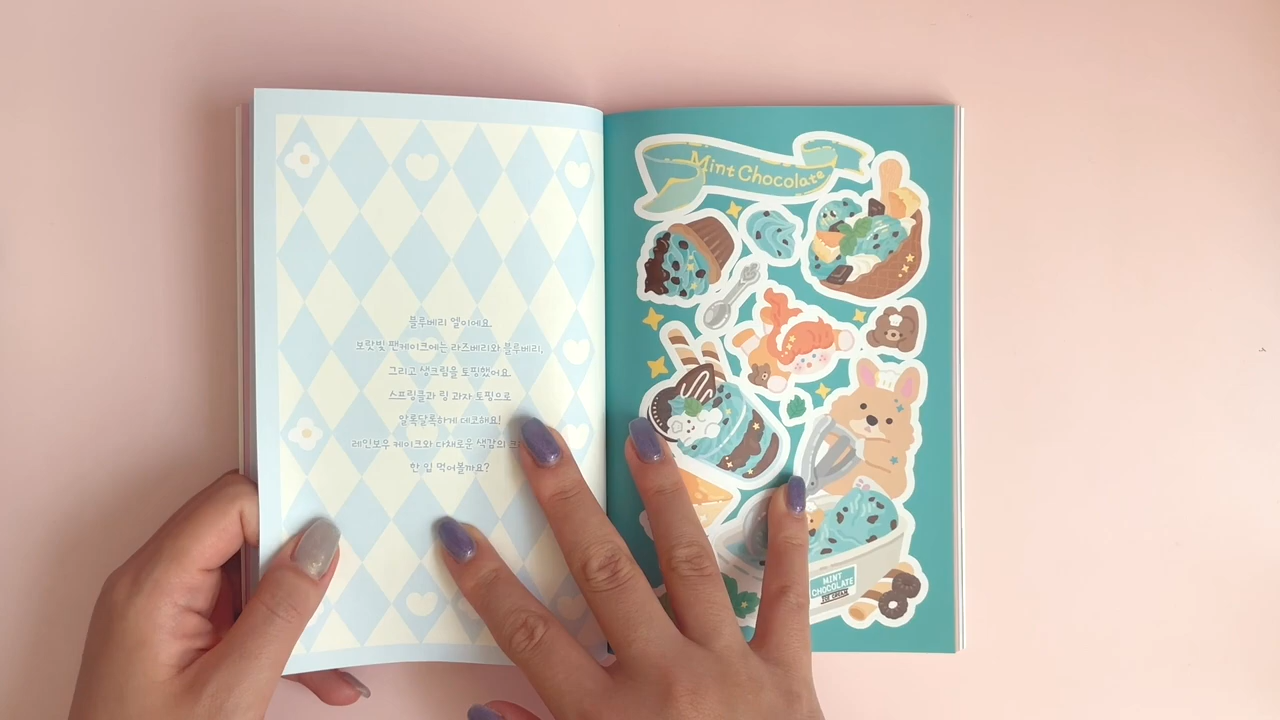 블루베리 엘이에요.
보랏빛 팬케이크에는 라즈베리와 블루베리,
그리고 생크림을 토핑했어요.
스프링클과 링 과자 토핑으로
알록달록하게 데코해요!
레인보우 케이크와 다채로운 색감의
한 입 먹어볼까요?
Mint Chocolate
MINT
CHOCOLATE
ICE CREAM